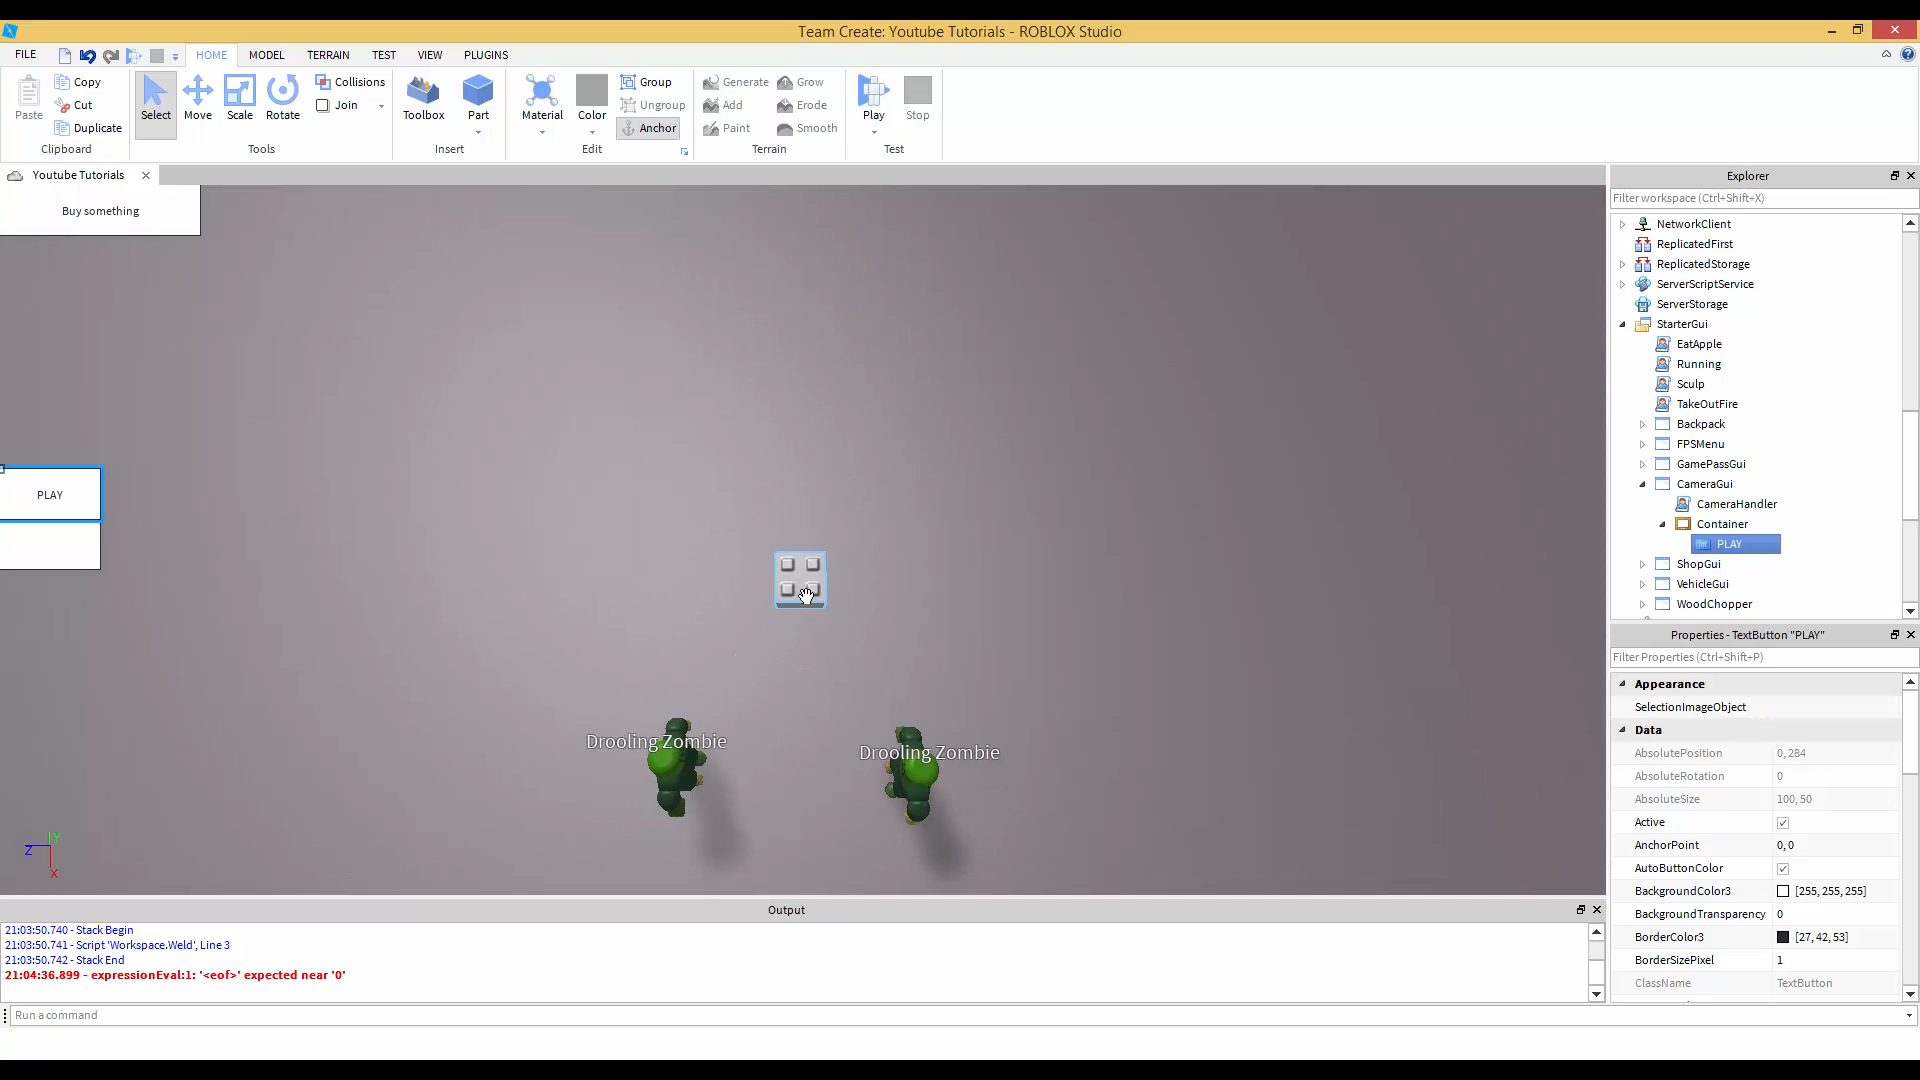 Team Create: Youtube Tutorials - ROBLOX Studio
FILE HOME MODEL TERRAIN TEST VIEW PLUGINS
Paste
Copy
Cut
Duplicate
Clipboard
Select
Move
Scale
Rotate
Collisions
Join
Tools
Toolbox
Part
Insert
Material
Color
Group
Ungroup
Anchor
Edit
Generate
Grow
Add
Erode
Paint
Smooth
Terrain
Play
Stop
Test
Youtube Tutorials
Buy something
PLAY
Drooling Zombie
Drooling Zombie
Y
Z
X
Explorer
Filter workspace (Ctrl+Shift+X)
NetworkClient
ReplicatedFirst
ReplicatedStorage
ServerScriptService
ServerStorage
StarterGui
EatApple
Running
Sculp
TakeOutFire
Backpack
FPSMenu
GamePassGui
CameraGui
CameraHandler
Container
PLAY
ShopGui
VehicleGui
WoodChopper
Properties - TextButton "PLAY"
Filter Properties (Ctrl+Shift+P)
Appearance
SelectionImageObject
Data
AbsolutePosition 0, 284
AbsoluteRotation 0
AbsoluteSize 100, 50
Active
AnchorPoint 0, 0
AutoButtonColor
BackgroundColor3 [255, 255, 255]
BackgroundTransparency 0
BorderColor3 [27, 42, 53]
BorderSizePixel 1
ClassName TextButton
Output
21:03:50.740 - Stack Begin
21:03:50.741 - Script 'Workspace.Weld', Line 3
21:03:50.742 - Stack End
21:04:36.899 - expressionEval:1: '<eof>' expected near '0'
Run a command